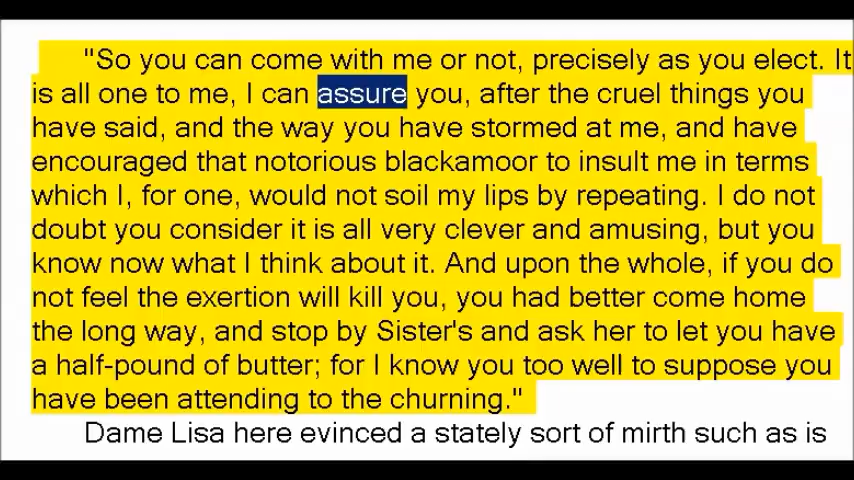 "So you can come with me or not, precisely as you elect. It
is all one to me, I can assure you, after the cruel things you
have said, and the way you have stormed at me, and have
encouraged that notorious blackamoor to insult me in terms
which I, for one, would not soil my lips by repeating. I do not
doubt you consider it is all very clever and amusing, but you
know now what I think about it. And upon the whole, if you do
not feel the exertion will kill you, you had better come home
the long way, and stop by Sister's and ask her to let you have
a half-pound of butter; for I know you too well to suppose you
have been attending to the churning."
Dame Lisa here evinced a stately sort of mirth such as is